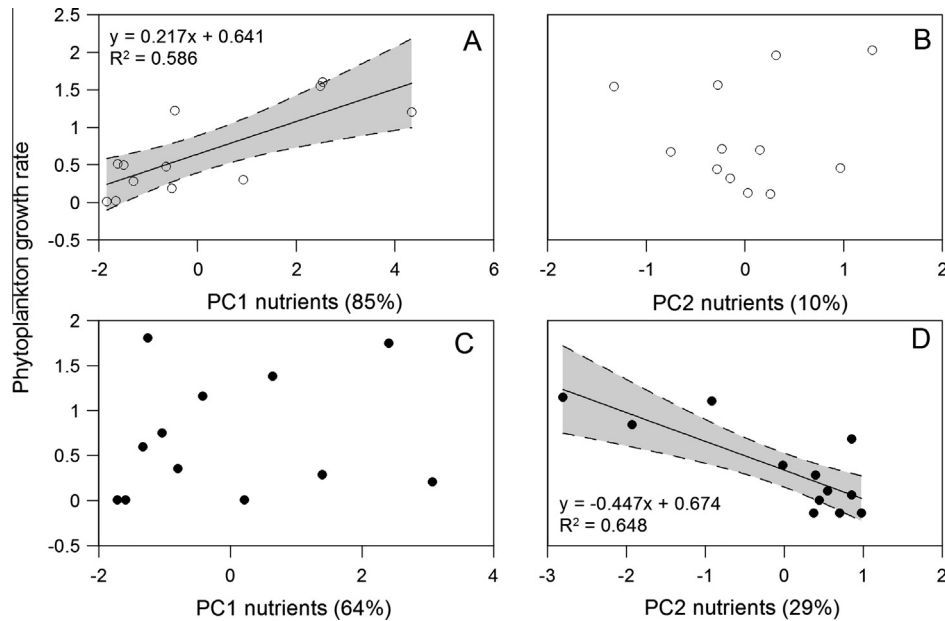 Phytoplankton growth rate
2.5
2
1.5
1
0.5
0
-0.5
y = 0.217x + 0.641
R² = 0.586
A
-2 0 2 4 6
PC1 nutrients (85%)
B
-2 -1 0 1 2
PC2 nutrients (10%)
2
1.5
1
0.5
0
-0.5
C
-2 0 2 4
PC1 nutrients (64%)
D
y = -0.447x + 0.674
R² = 0.648
-3 -2 -1 0 1 2
PC2 nutrients (29%)